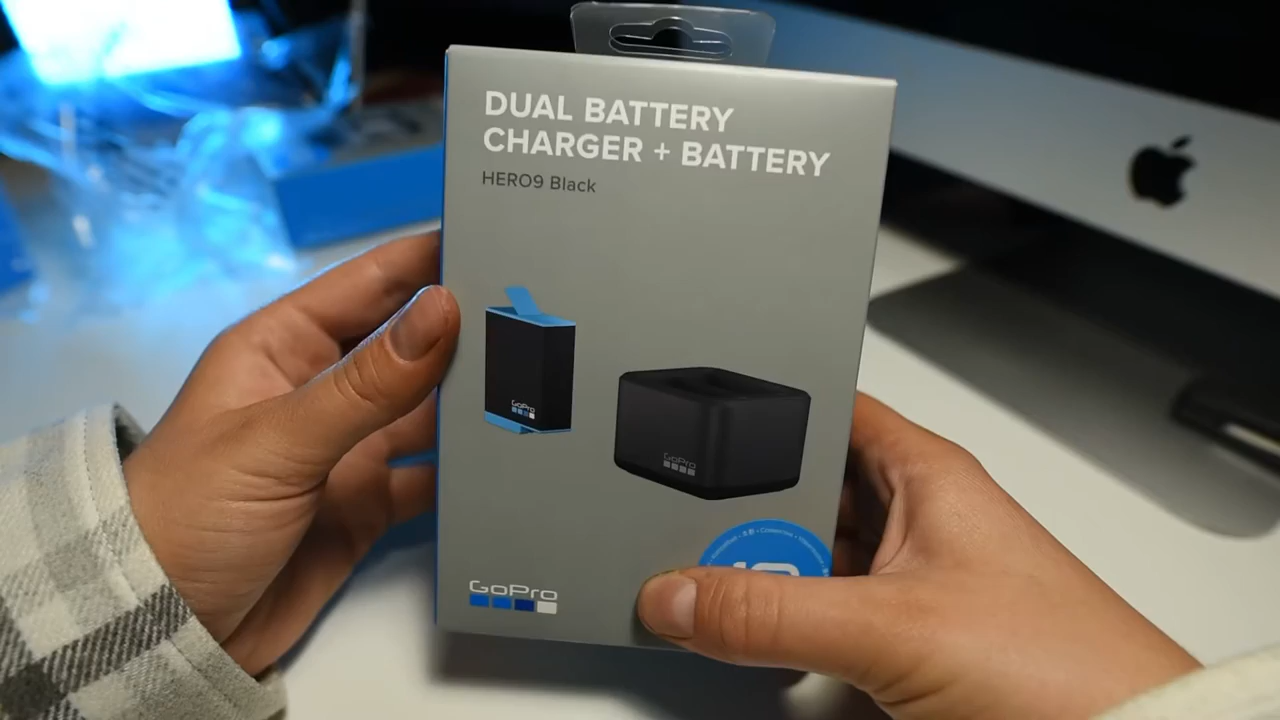 DUAL BATTERY
CHARGER + BATTERY
HERO9 Black
GoPro
GoPro
GoPro